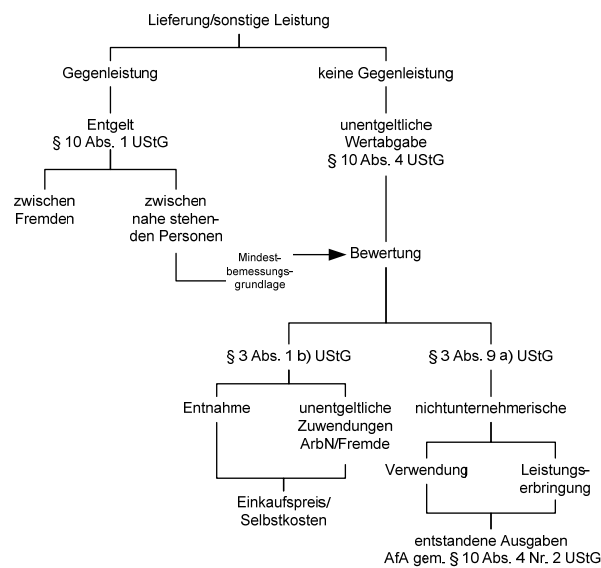 Lieferung/sonstige Leistung
Gegenleistung
keine Gegenleistung
Entgelt
§ 10 Abs. 1 UStG
unentgeltliche
Wertabgabe
§ 10 Abs. 4 UStG
zwischen
Fremden
zwischen
nahe stehen-
den Personen
Mindest-
bemessungs-
grundlage
Bewertung
§ 3 Abs. 1 b) UStG
§ 3 Abs. 9 a) UStG
Entnahme
unentgeltliche
Zuwendungen
ArbN/Fremde
nichtunternehmerische
Verwendung
Leistungs-
erbringung
Einkaufspreis/
Selbstkosten
entstandene Ausgaben
AfA gem. § 10 Abs. 4 Nr. 2 UStG